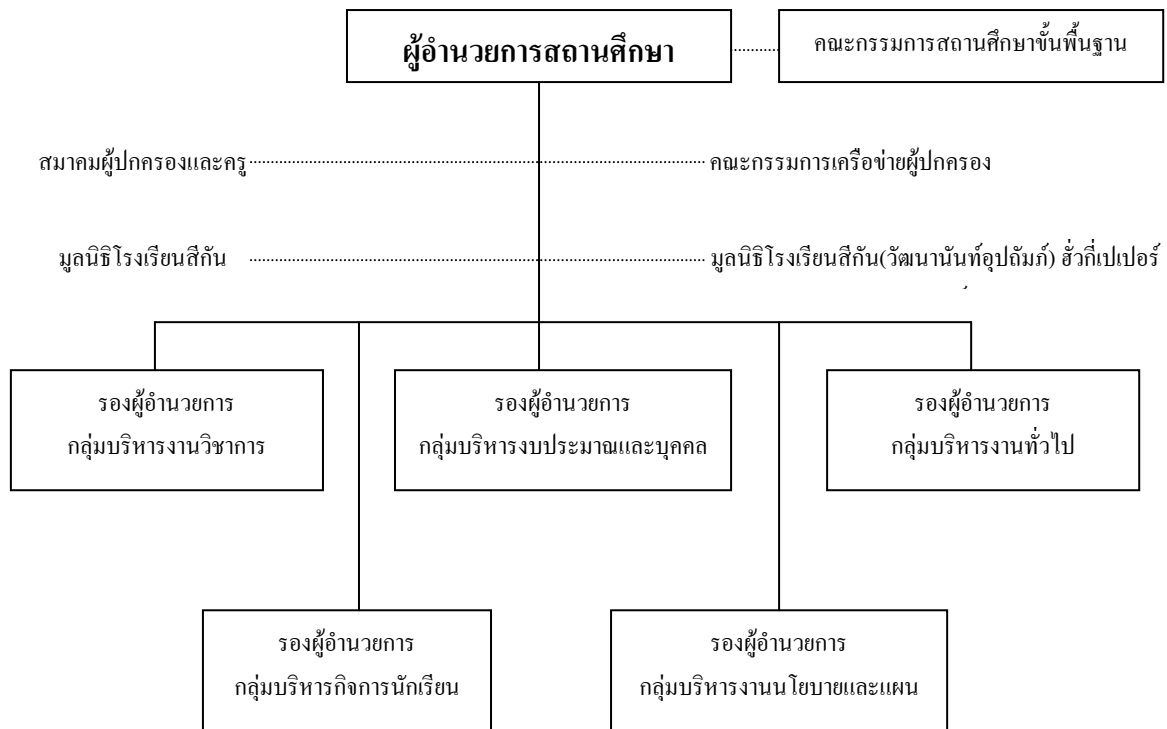 ผู้อำนวยการสถานศึกษา
คณะกรรมการสถานศึกษาขั้นพื้นฐาน
สมาคมผู้ปกครองและครู
คณะกรรมการเครือข่ายผู้ปกครอง
มูลนิธิโรงเรียนสีกัน
มูลนิธิโรงเรียนสีกัน(วัฒนานันท์อุปถัมภ์) ฮั่วกี่เปเปอร์
รองผู้อำนวยการ
กลุ่มบริหารงานวิชาการ
รองผู้อำนวยการ
กลุ่มบริหารงบประมาณและบุคคล
รองผู้อำนวยการ
กลุ่มบริหารงานทั่วไป
รองผู้อำนวยการ
กลุ่มบริหารกิจการนักเรียน
รองผู้อำนวยการ
กลุ่มบริหารงานนโยบายและแผน